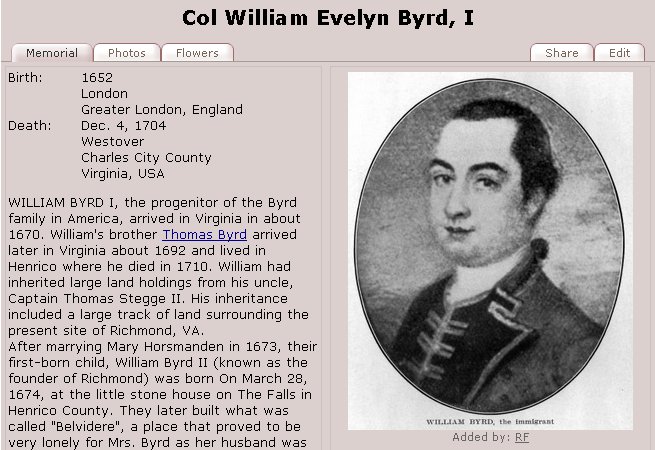 Col William Evelyn Byrd, I
Memorial
Photos
Flowers
Share
Edit
Birth: 1652
London
Greater London, England
Death: Dec. 4, 1704
Westover
Charles City County
Virginia, USA
WILLIAM BYRD I, the progenitor of the Byrd
family in America, arrived in Virginia in about
1670. William's brother Thomas Byrd arrived
later in Virginia about 1692 and lived in
Henrico where he died in 1710. William had
inherited large land holdings from his uncle,
Captain Thomas Stegge II. His inheritance
included a large track of land surrounding the
present site of Richmond, VA.
After marrying Mary Horsmanden in 1673, their
first-born child, William Byrd II (known as the
founder of Richmond) was born On March 28,
1674, at the little stone house on The Falls in
Henrico County. They later built what was
called "Belvidere", a place that proved to be
very lonely for Mrs. Byrd as her husband was
WILLIAM BYRD, the immigrant
Added by: RF